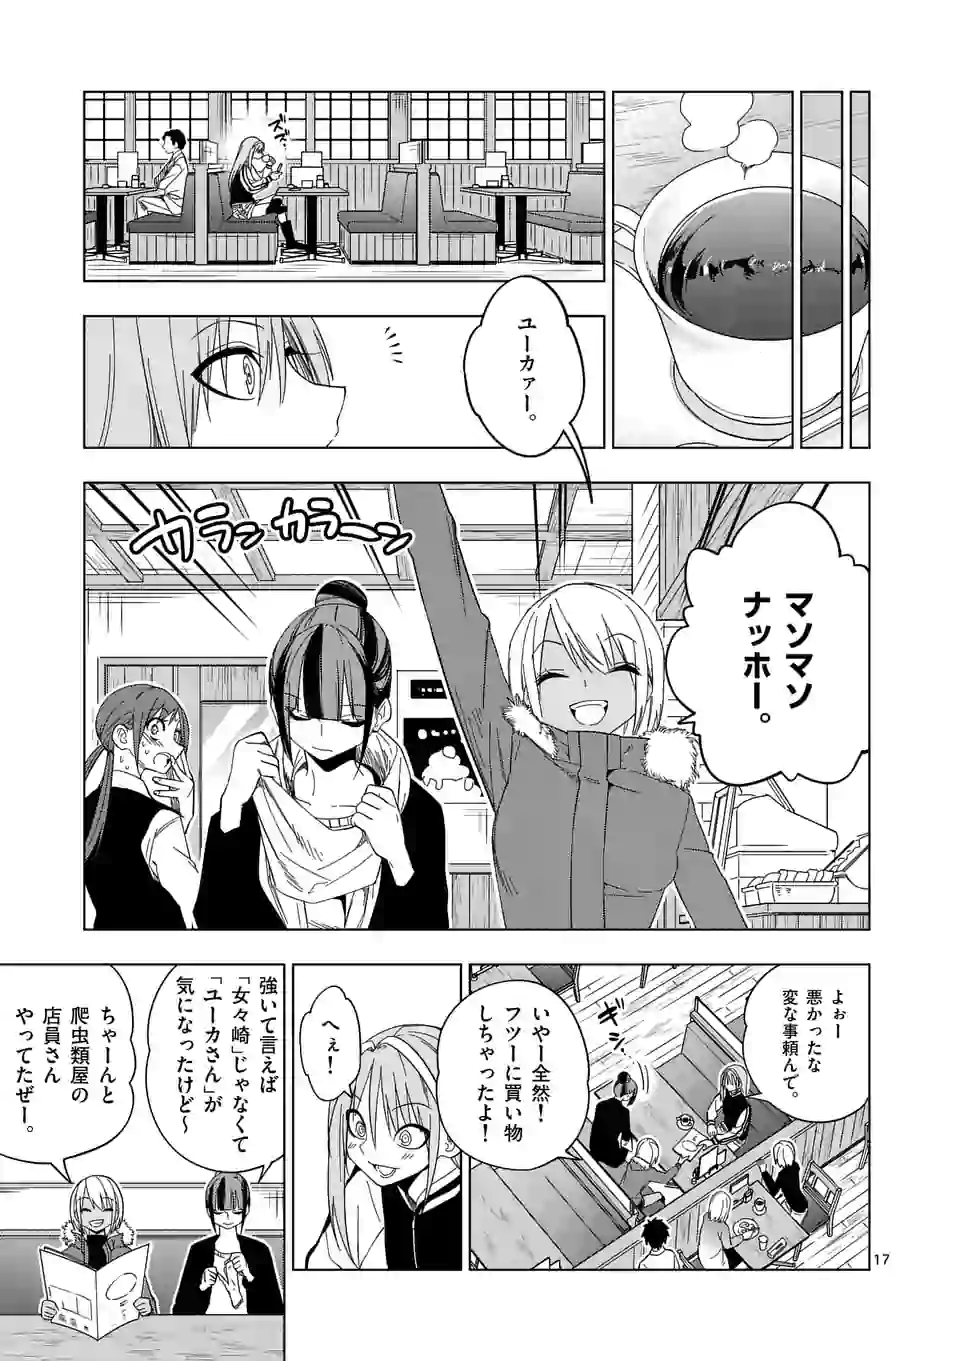 ズズ…
ユーカァー。
カランカラーン
マソマソ
ナッホー。
よぉー
悪かったな
変な事頼んで。
いやー全然！
フツーに買い物
しちゃったよ！
へぇ！
強いて言えば
「女々崎」じゃなくて
「ユーカさん」が
気になったけど～
ちゃーんと
爬虫類屋の
店員さん
やってたぜー。
17